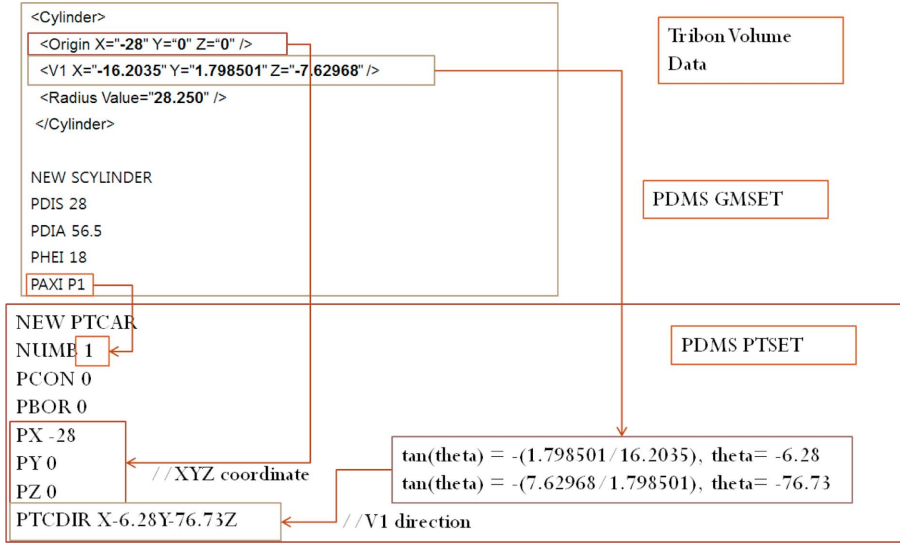 <Cylinder>
<Origin X="-28" Y="0" Z="0" />
<V1 X="-16.2035" Y="1.798501" Z="-7.62968" />
<Radius Value="28.250" />
</Cylinder>
Tribon Volume
Data
NEW SCYLINDER
PDIS 28
PDIA 56.5
PHEI 18
PAXI P1
PDMS GMSET
NEW PTCAR
NUMB 1
PCON 0
PBOR 0
PX -28
PY 0
PZ 0
PTCDIR X-6.28Y-76.73Z
PDMS PTSET
//XYZ coordinate
tan(theta) = -(1.798501/16.2035), theta= -6.28
tan(theta) = -(7.62968/1.798501), theta= -76.73
//V1 direction